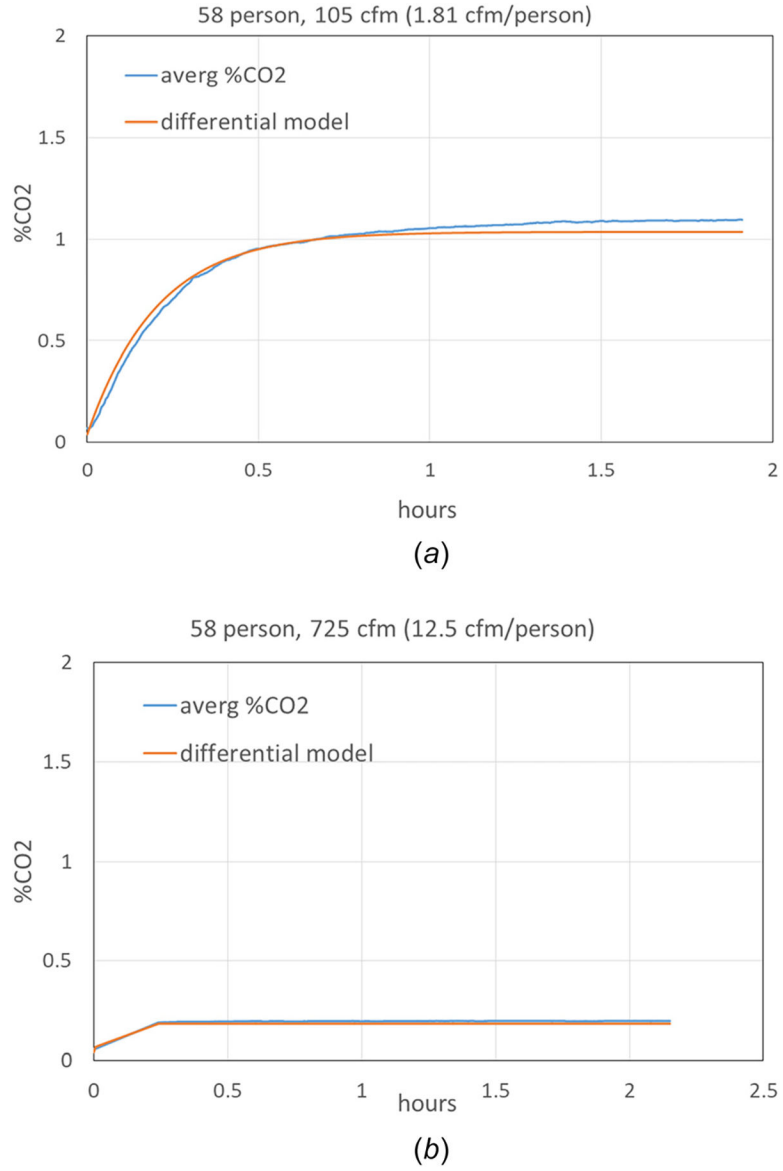 58 person, 105 cfm (1.81 cfm/person)
2
averg %CO2
differential model
1.5
%CO2
1
0.5
0
0 0.5 1 1.5 2
hours
(a)
58 person, 725 cfm (12.5 cfm/person)
2
averg %CO2
differential model
1.5
%CO2
1
0.5
0
0 0.5 1 1.5 2 2.5
hours
(b)